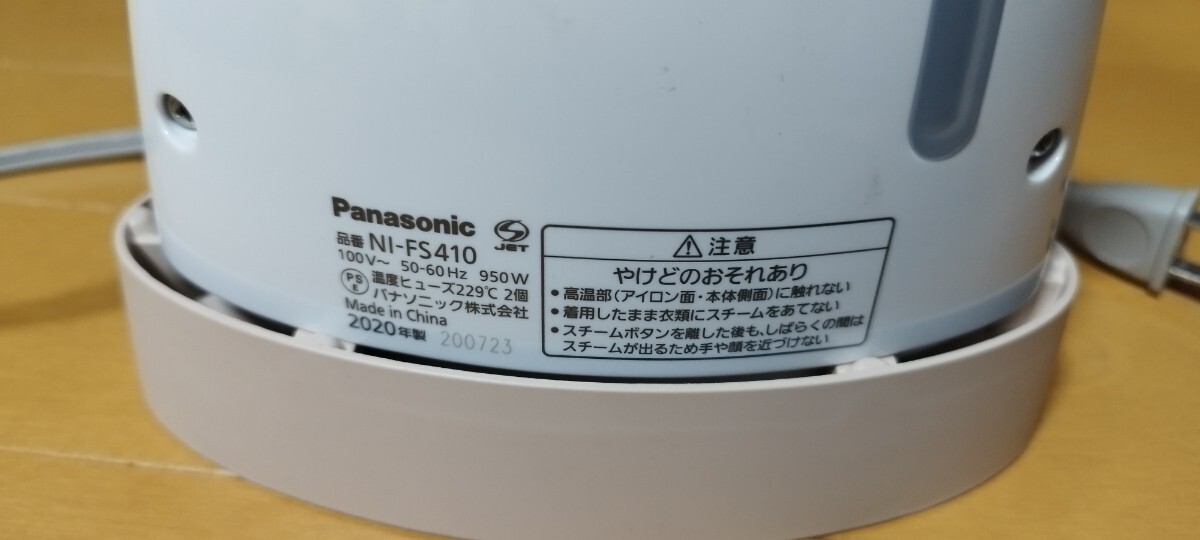 Panasonic
JET
品番 NI-FS410
100V～ 50-60Hz 950W
PS
E
温度ヒューズ229℃ 2個
パナソニック株式会社
Made in China
2020年製 200723
注意
やけどのおそれあり
•高温部(アイロン面・本体側面)に触れない
•着用したまま衣類にスチームをあてない
•スチームボタンを離した後も、しばらくの間は
スチームが出るため手や顔を近づけない